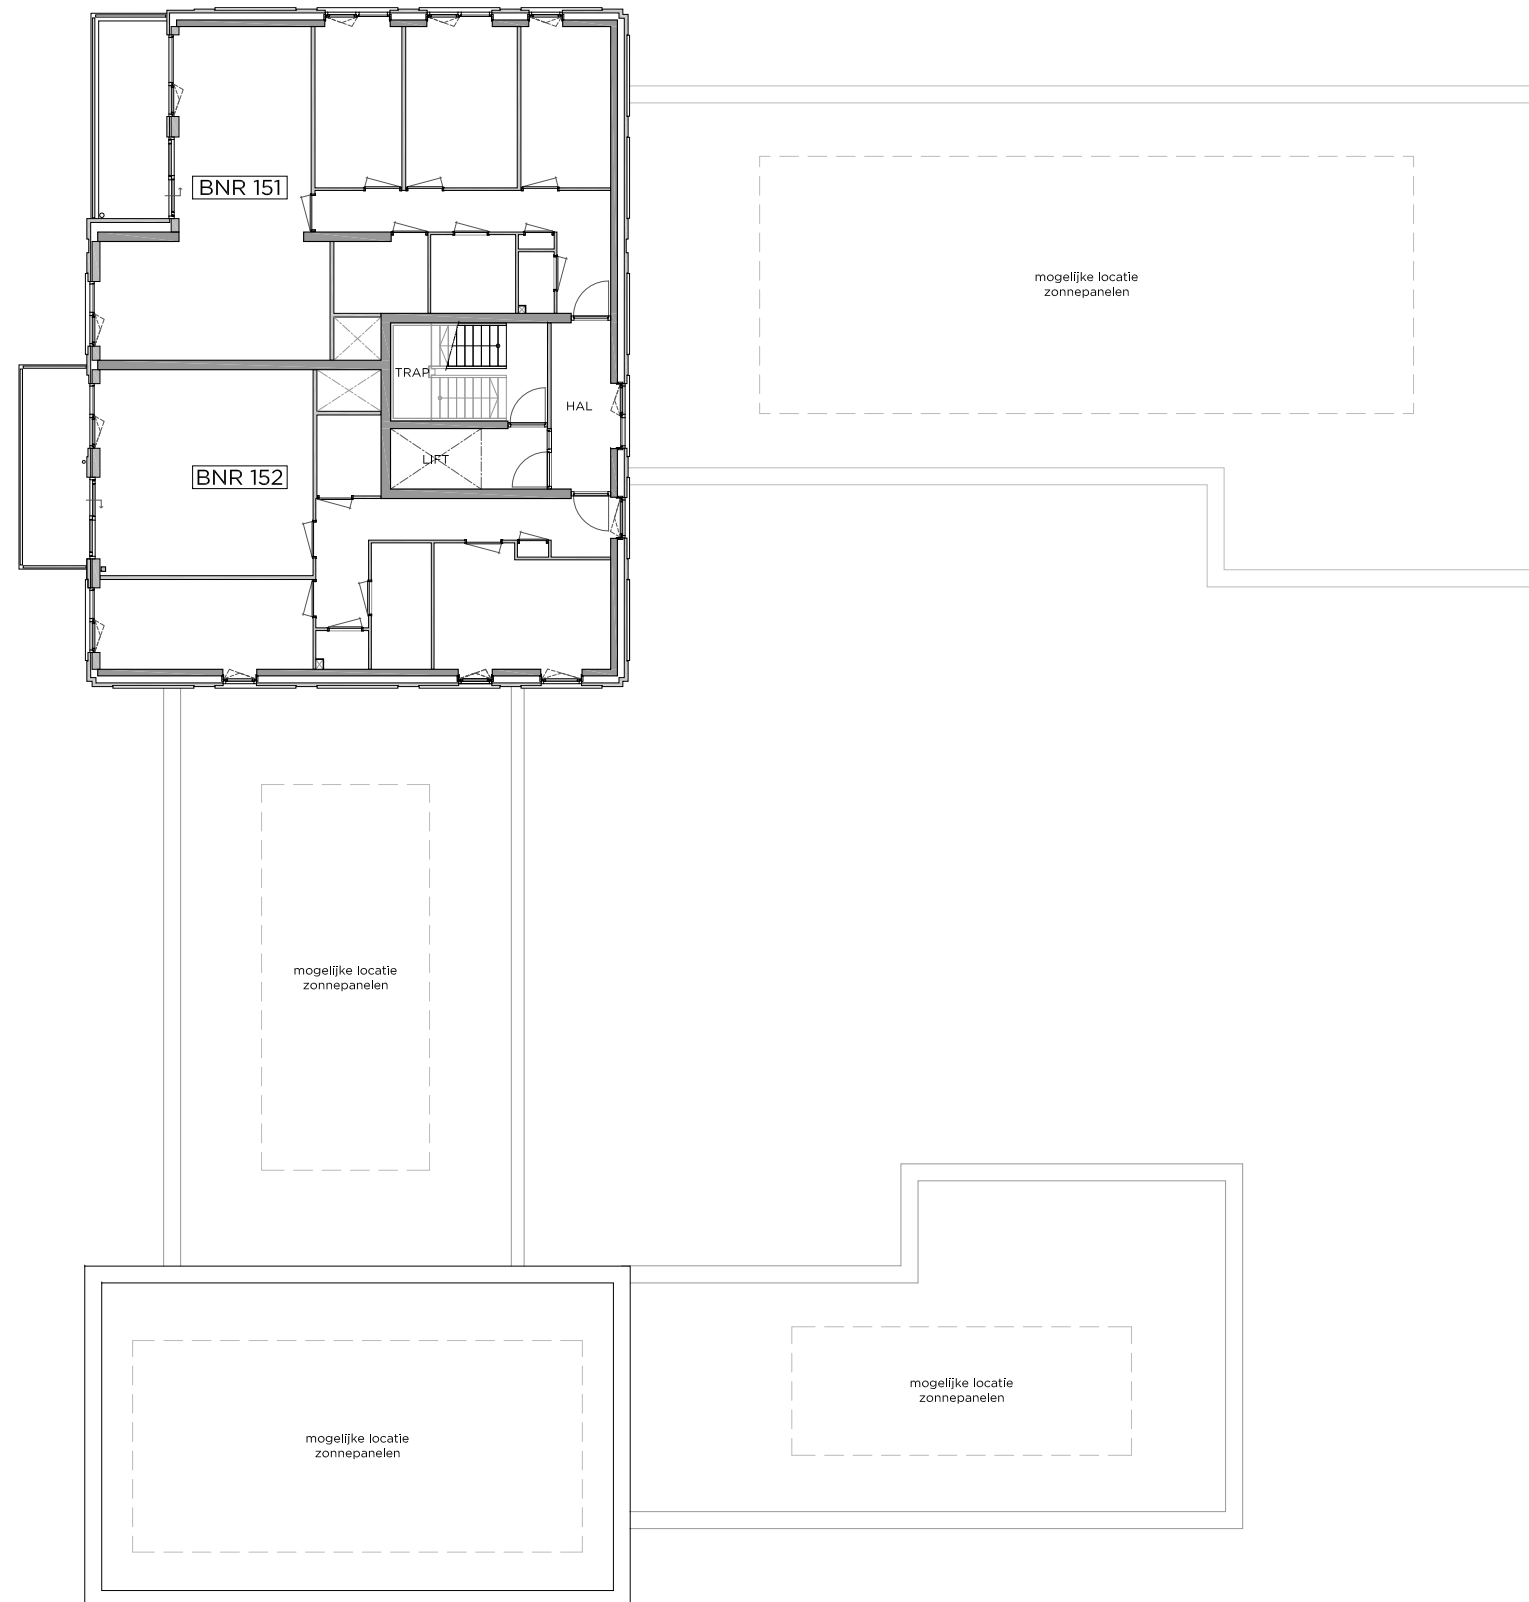 BNR 151
mogelijke locatie
zonnepanelen
TRAP
HAL
LIFT
BNR 152
mogelijke locatie
zonnepanelen
mogelijke locatie
zonnepanelen
mogelijke locatie
zonnepanelen